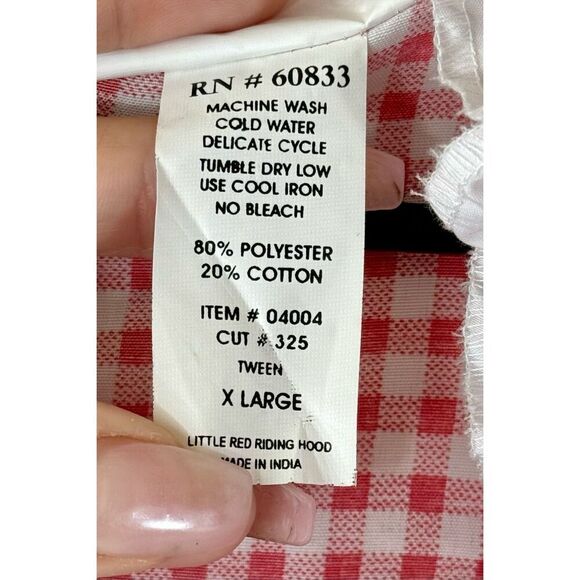 RN # 60833
MACHINE WASH
COLD WATER
DELICATE CYCLE
TUMBLE DRY LOW
USE COOL IRON
NO BLEACH
80% POLYESTER
20% COTTON
ITEM # 04004
CUT # 325
TWEEN
X LARGE
LITTLE RED RIDING HOOD
MADE IN INDIA